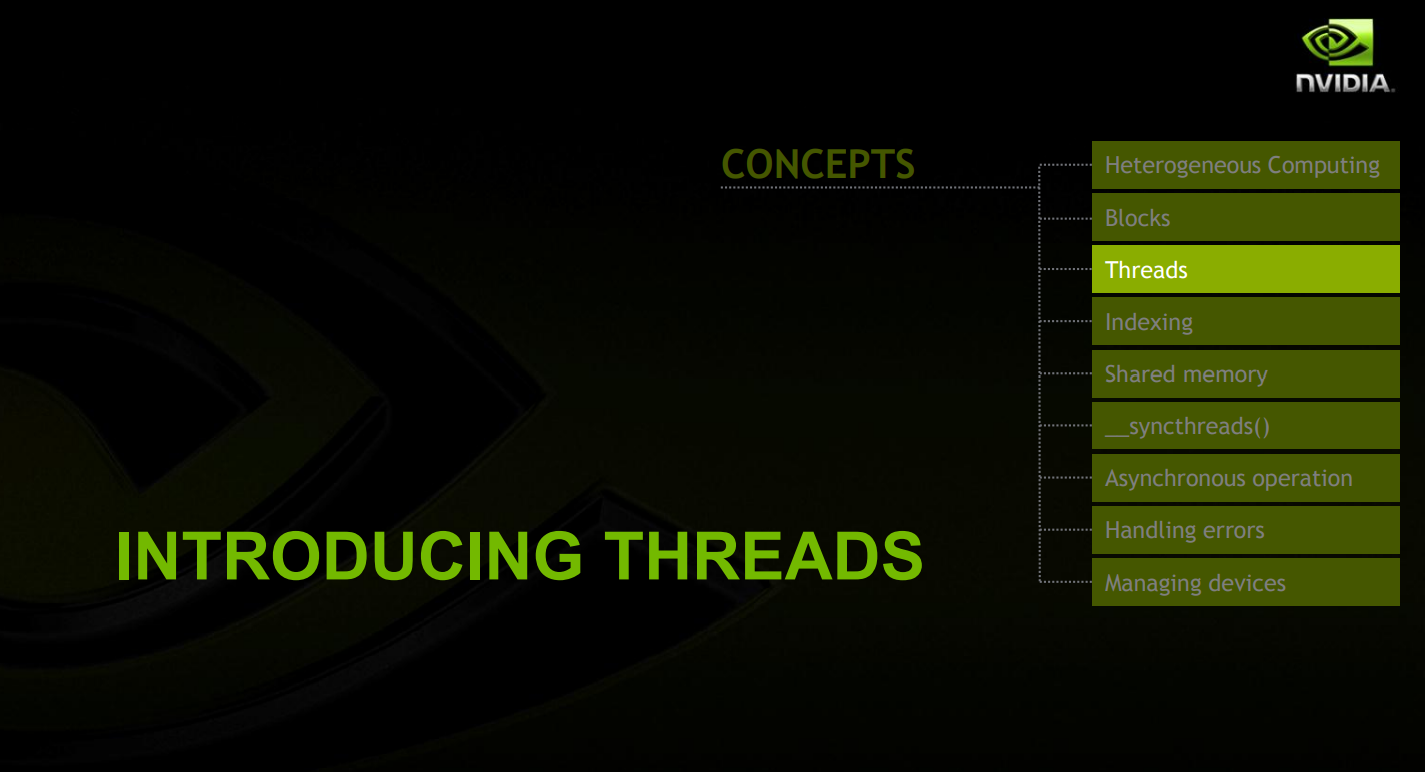 NVIDIA.
CONCEPTS
Heterogeneous Computing
Blocks
Threads
Indexing
Shared memory
__syncthreads()
Asynchronous operation
Handling errors
Managing devices
INTRODUCING THREADS